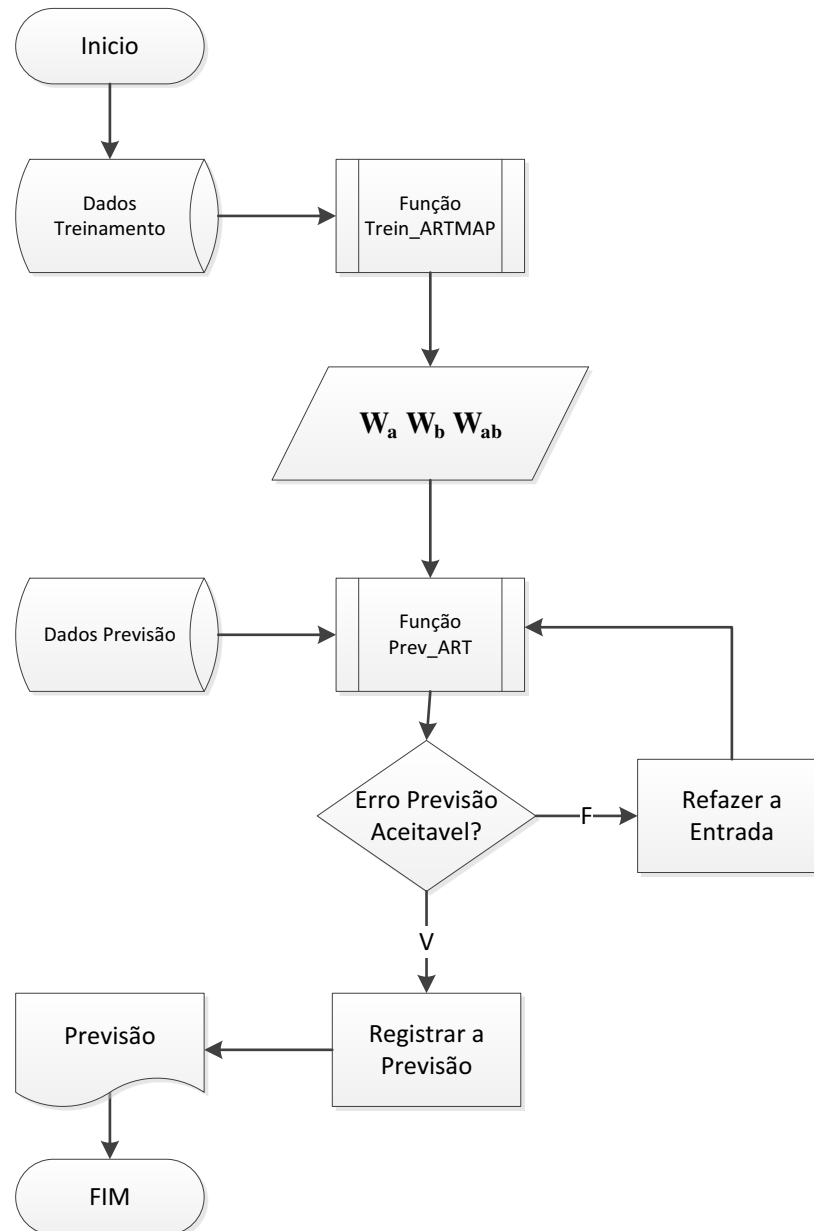 Inicio
Dados
Treinamento
Função
Trein_ARTMAP
Wa Wb Wab
Dados Previsão
Função
Prev_ART
Erro Previsão
Aceitavel?
F
Refazer a
Entrada
V
Previsão
Registrar a
Previsão
FIM